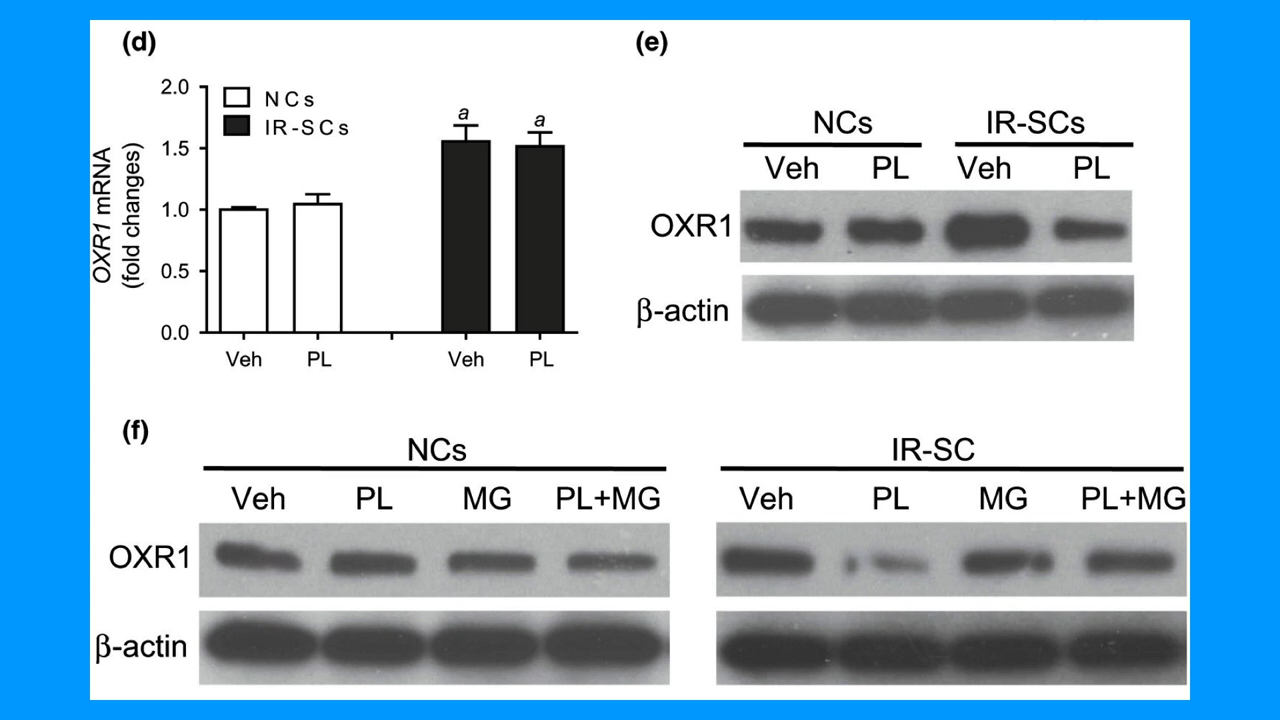 (d)
2.0
1.5
1.0
0.5
0.0
OXR1 mRNA
(fold changes)
NCs
IR-SCs
a a
Veh PL Veh PL
(e)
NCs IR-SCs
Veh PL Veh PL
OXR1
β-actin
(f)
NCs IR-SC
Veh PL MG PL+MG Veh PL MG PL+MG
OXR1
β-actin